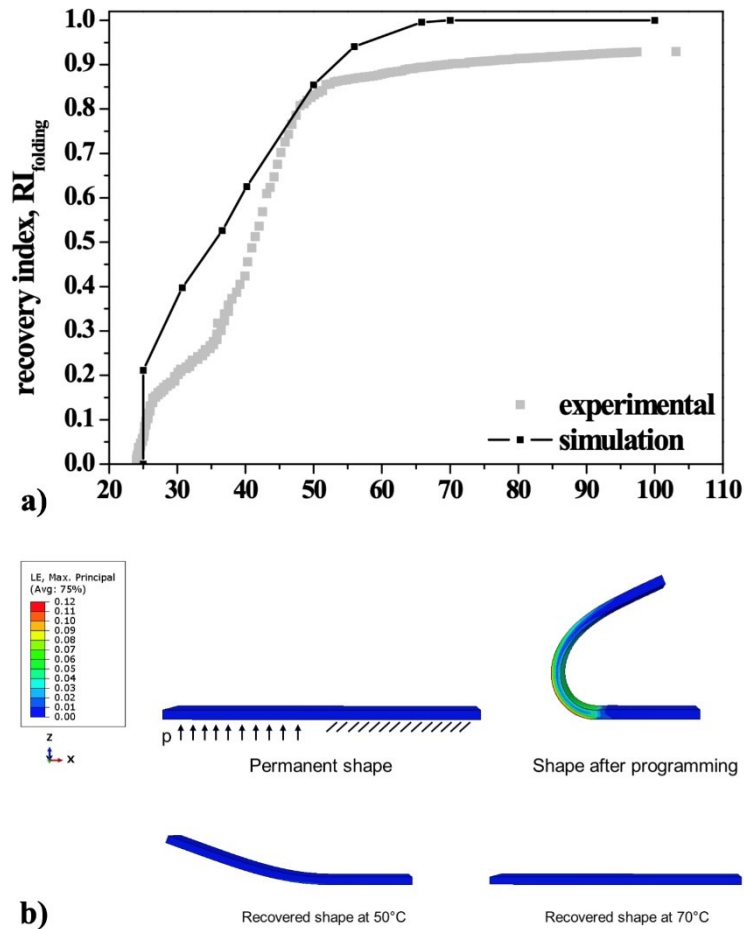 1.0
0.9
0.8
0.7
0.6
0.5
0.4
0.3
0.2
0.1
0.0
recovery index, RI_folding
experimental
simulation
20 30 40 50 60 70 80 90 100 110
a)
LE, Max. Principal
(Avg: 75%)
0.12
0.11
0.10
0.09
0.08
0.07
0.06
0.05
0.04
0.03
0.02
0.01
0.00
z
x
p
Permanent shape
Shape after programming
b)
Recovered shape at 50°C
Recovered shape at 70°C